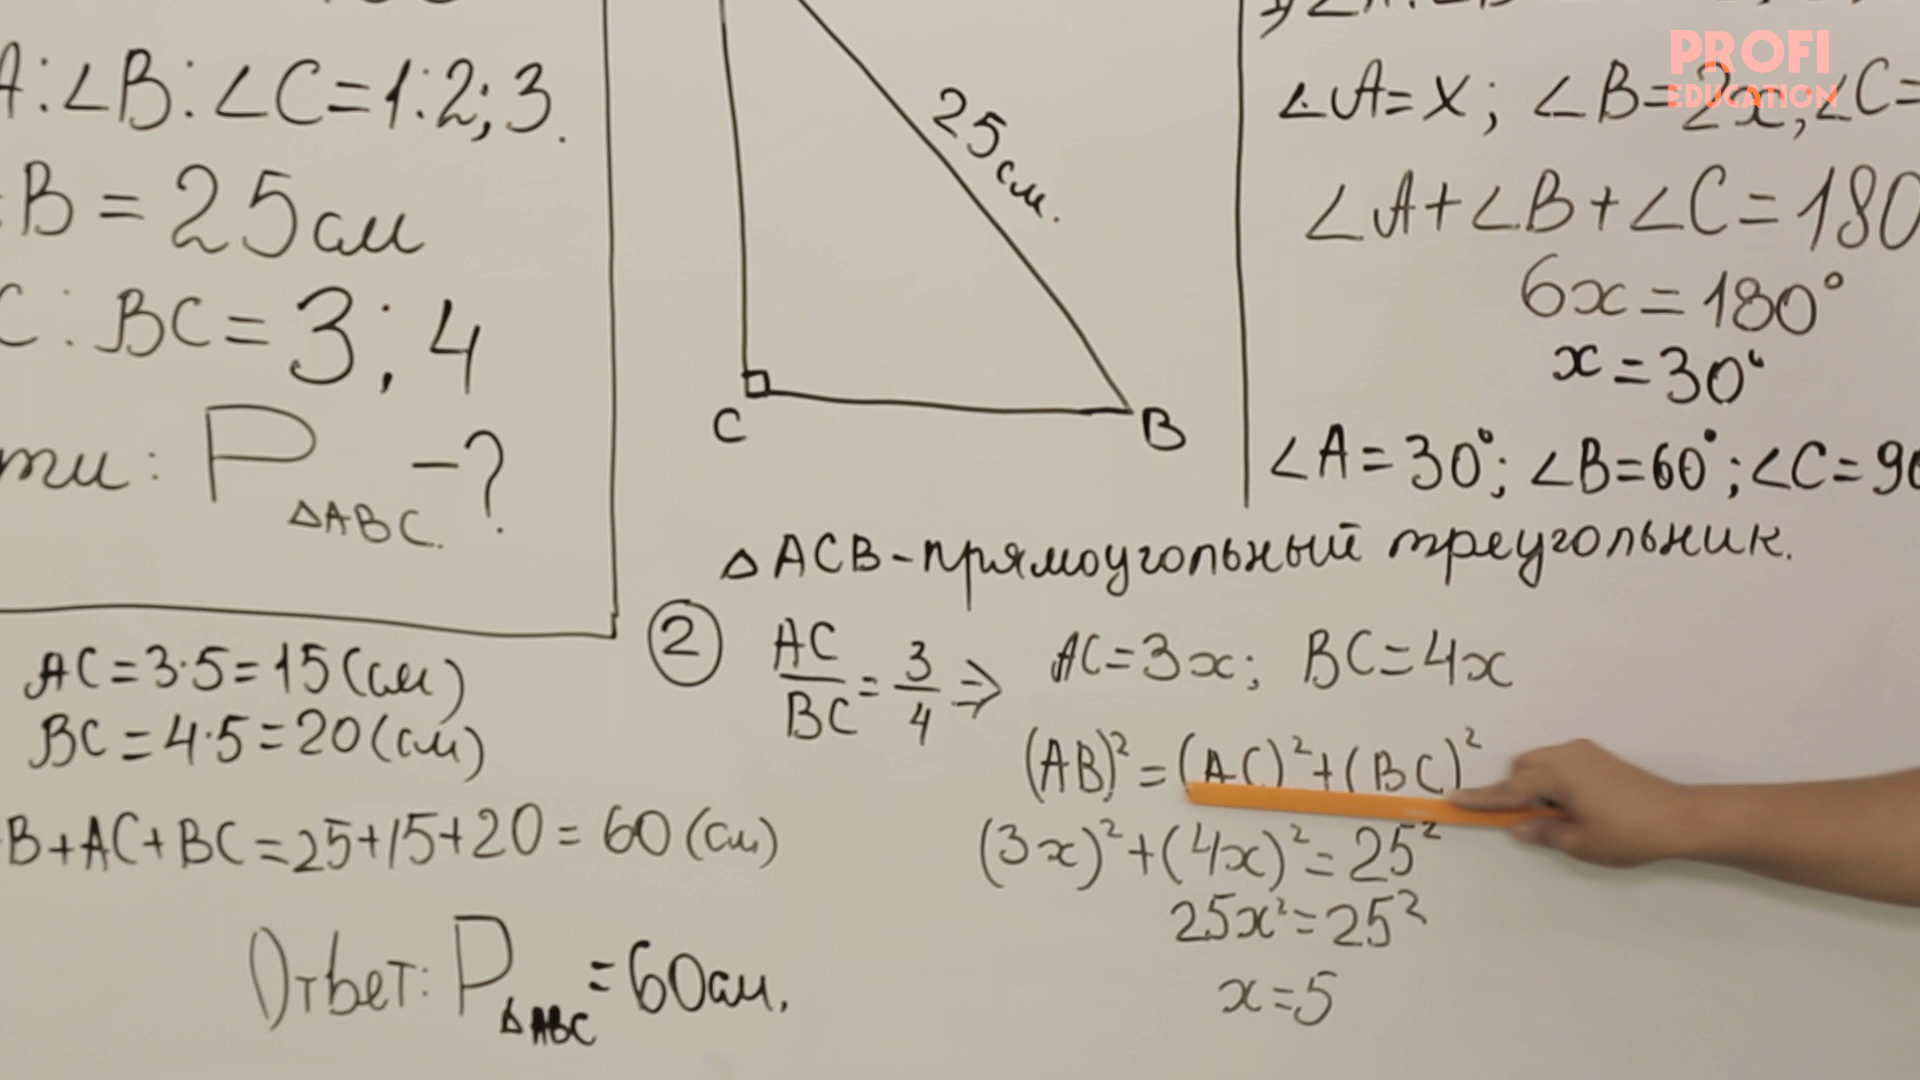 A:∠B:∠C=1:2;3.
B=25см
C:BC=3;4
ти: P△ABC.-?
AC=3·5=15(см)
BC=4·5=20(см)
B+AC+BC=25+15+20=60(см)
Ответ: P△ABC=60см.
25см.
C
B
PROFI
EDUCATION
∠A=x; ∠B=2x; ∠C=
∠A+∠B+∠C=180
6x=180°
x=30°
∠A=30°; ∠B=60°; ∠C=90
△ACB-прямоугольный треугольник.
② AC/BC=3/4⇒ AC=3x; BC=4x
(AB)²=(AC)²+(BC)²
(3x)²+(4x)²=25²
25x²=25²
x=5